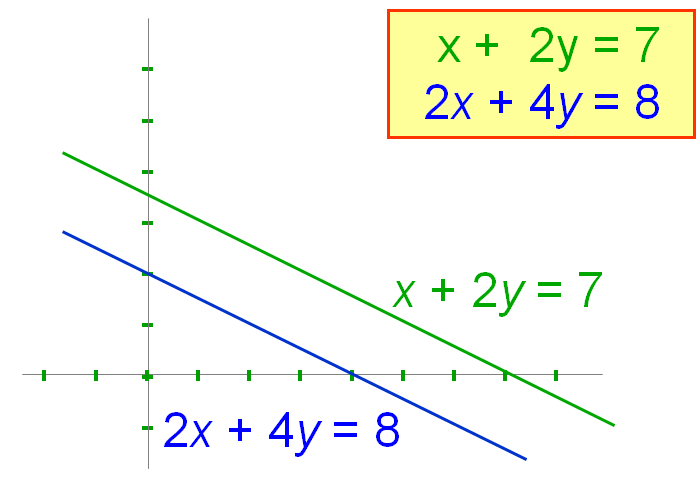 x + 2y = 7
2x + 4y = 8
x + 2y = 7
2x + 4y = 8